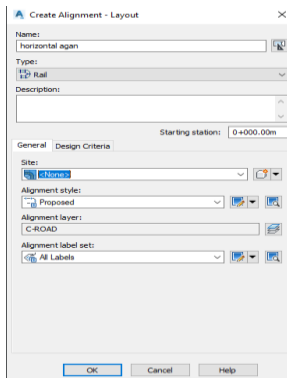 Create Alignment - Layout
Name:
horizontal agan
Type:
Rail
Description:
Starting station: 0+000.00m
General Design Criteria
Site:
<None>
Alignment style:
Proposed
Alignment layer:
C-ROAD
Alignment label set:
All Labels
OK Cancel Help